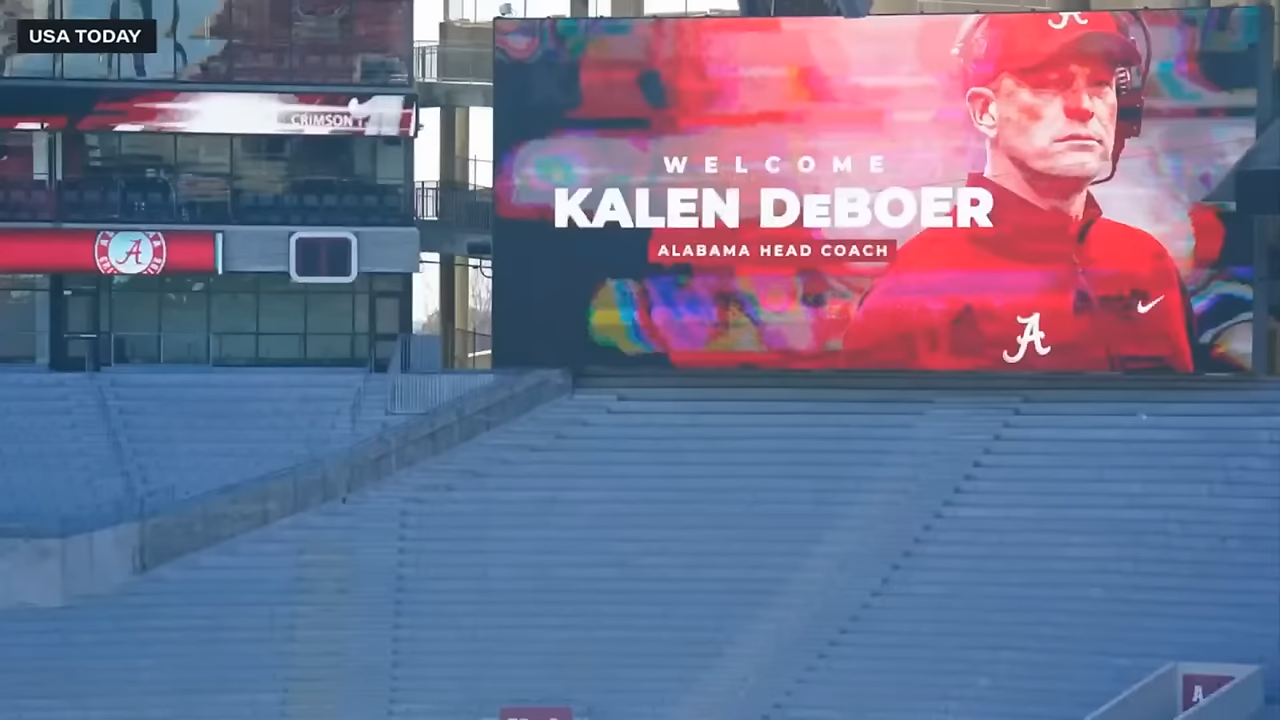 USA TODAY
CRIMSON
WELCOME
KALEN DEBOER
ALABAMA HEAD COACH
A
A
A
A